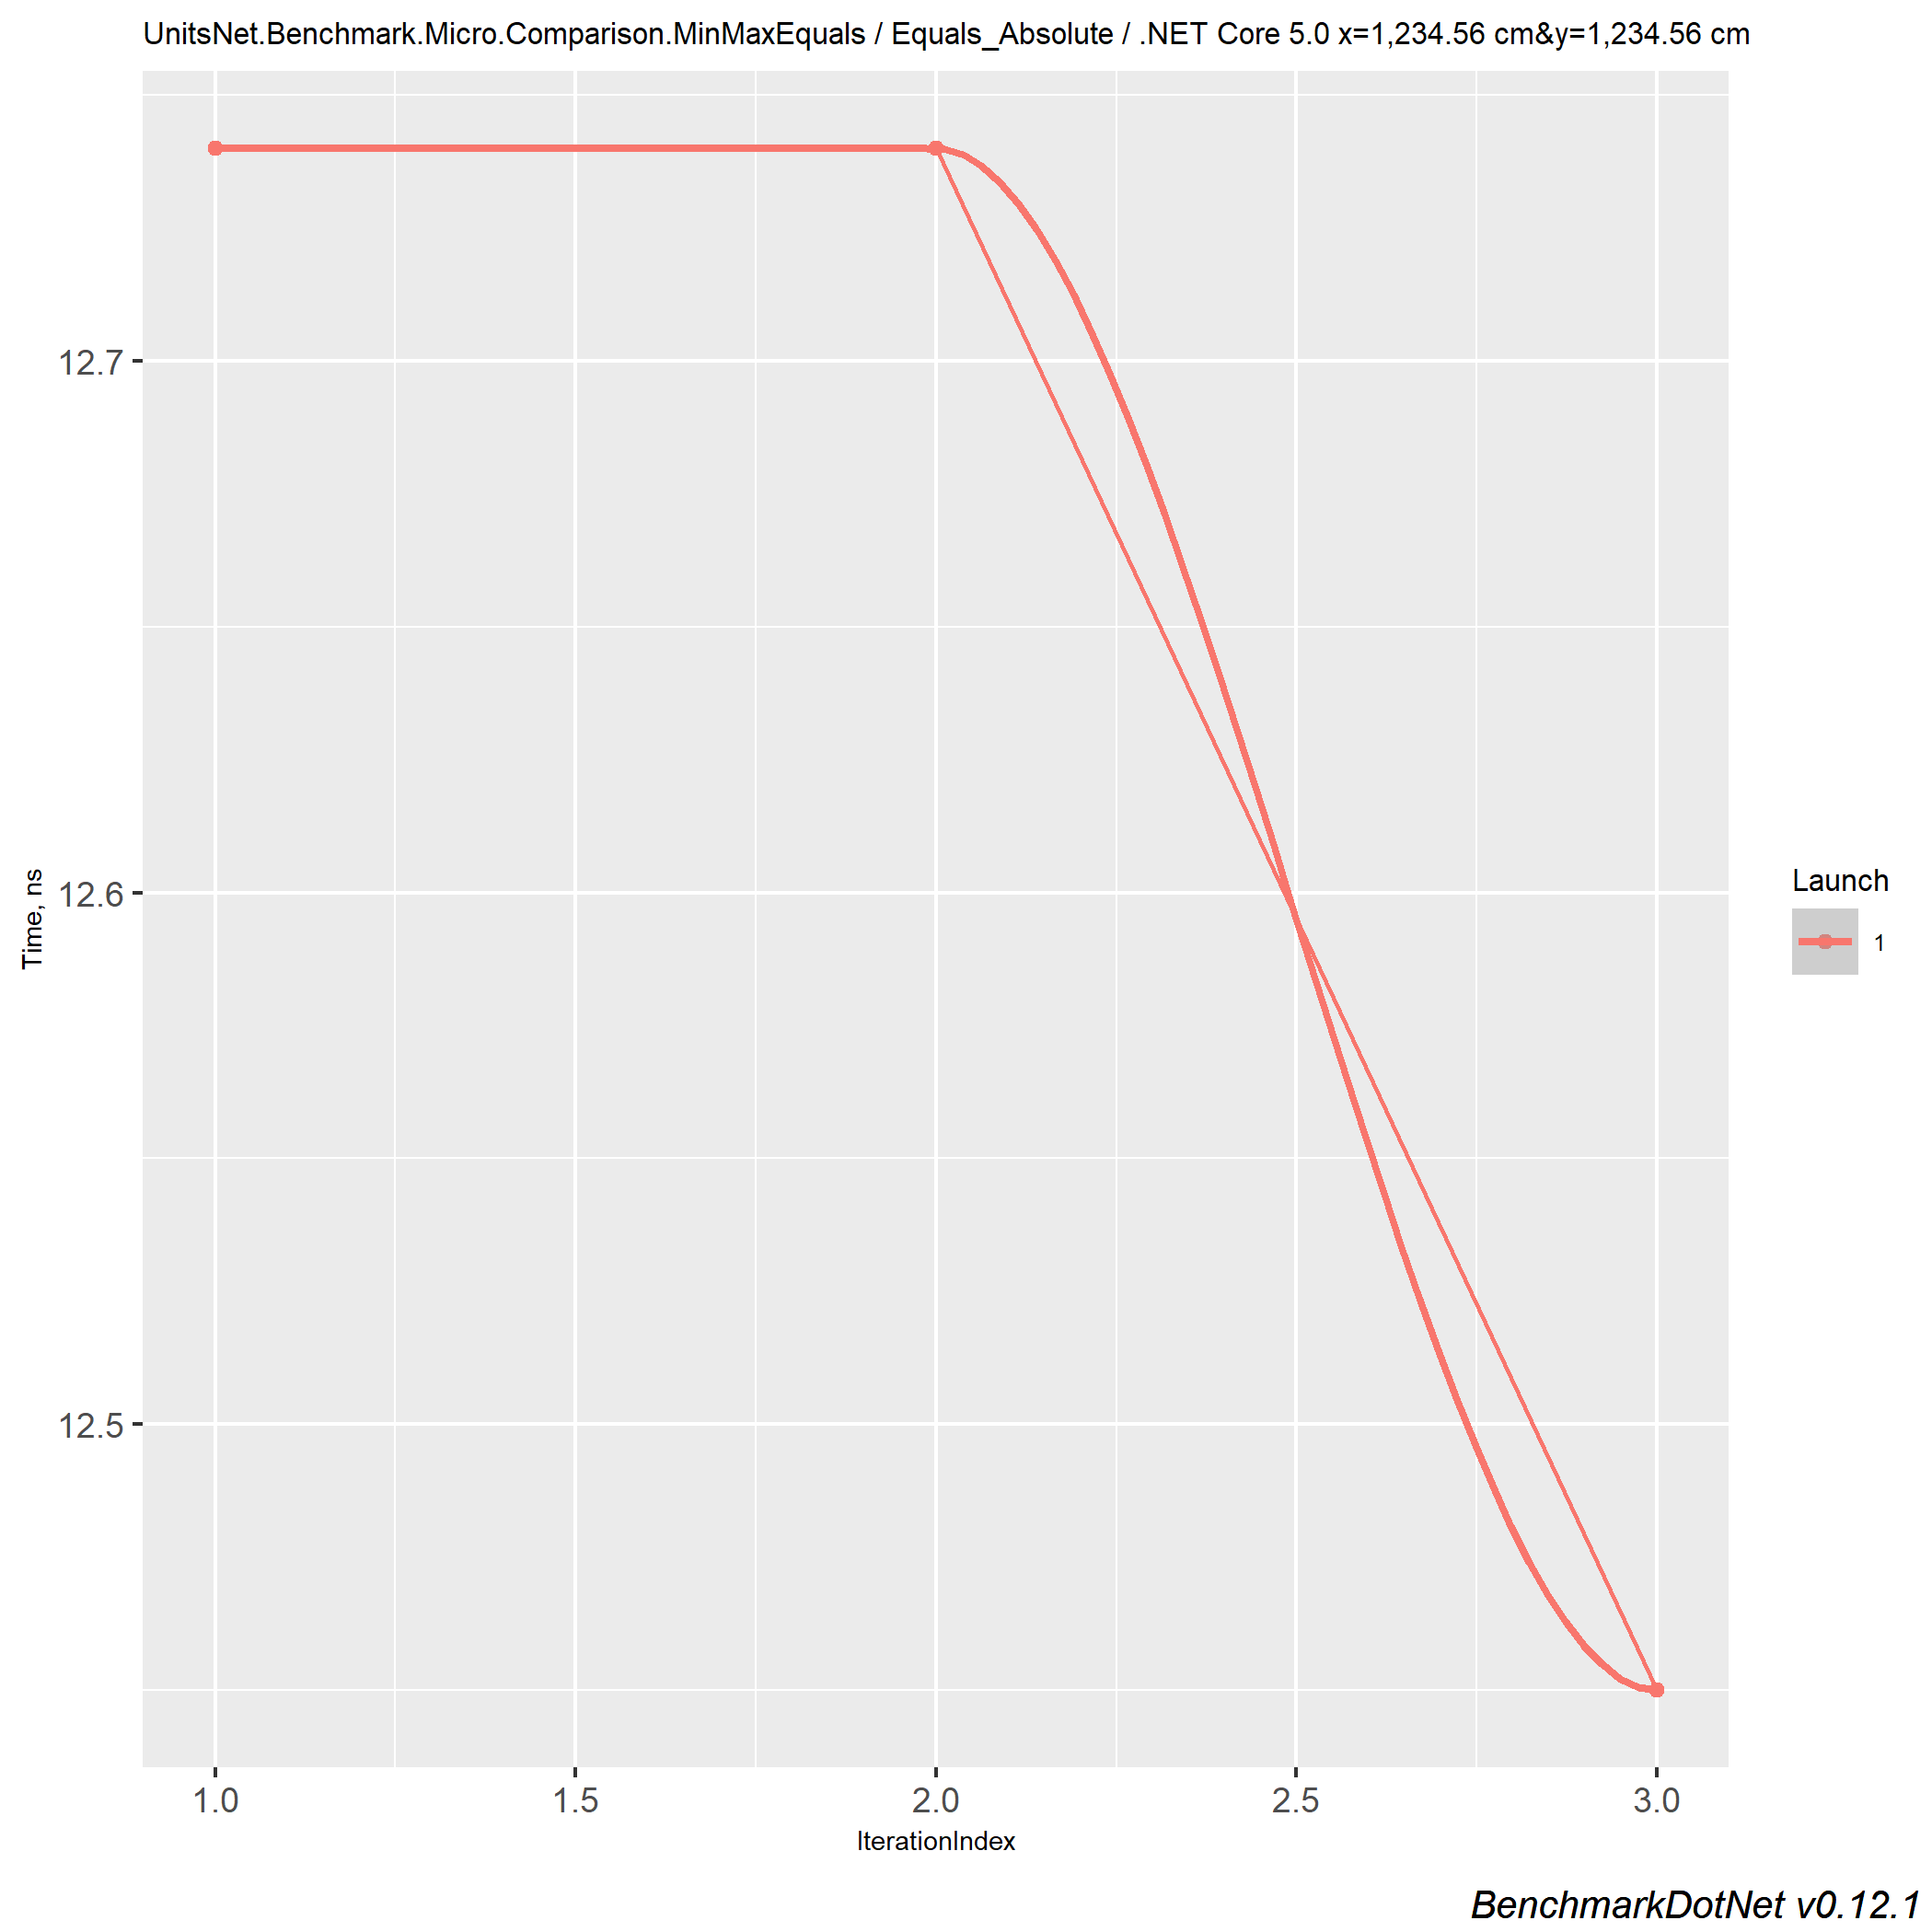 UnitsNet.Benchmark.Micro.Comparison.MinMaxEquals / Equals_Absolute / .NET Core 5.0 x=1,234.56 cm&y=1,234.56 cm
12.7
12.6
12.5
Time, ns
1.0 1.5 2.0 2.5 3.0
IterationIndex
Launch
1
BenchmarkDotNet v0.12.1